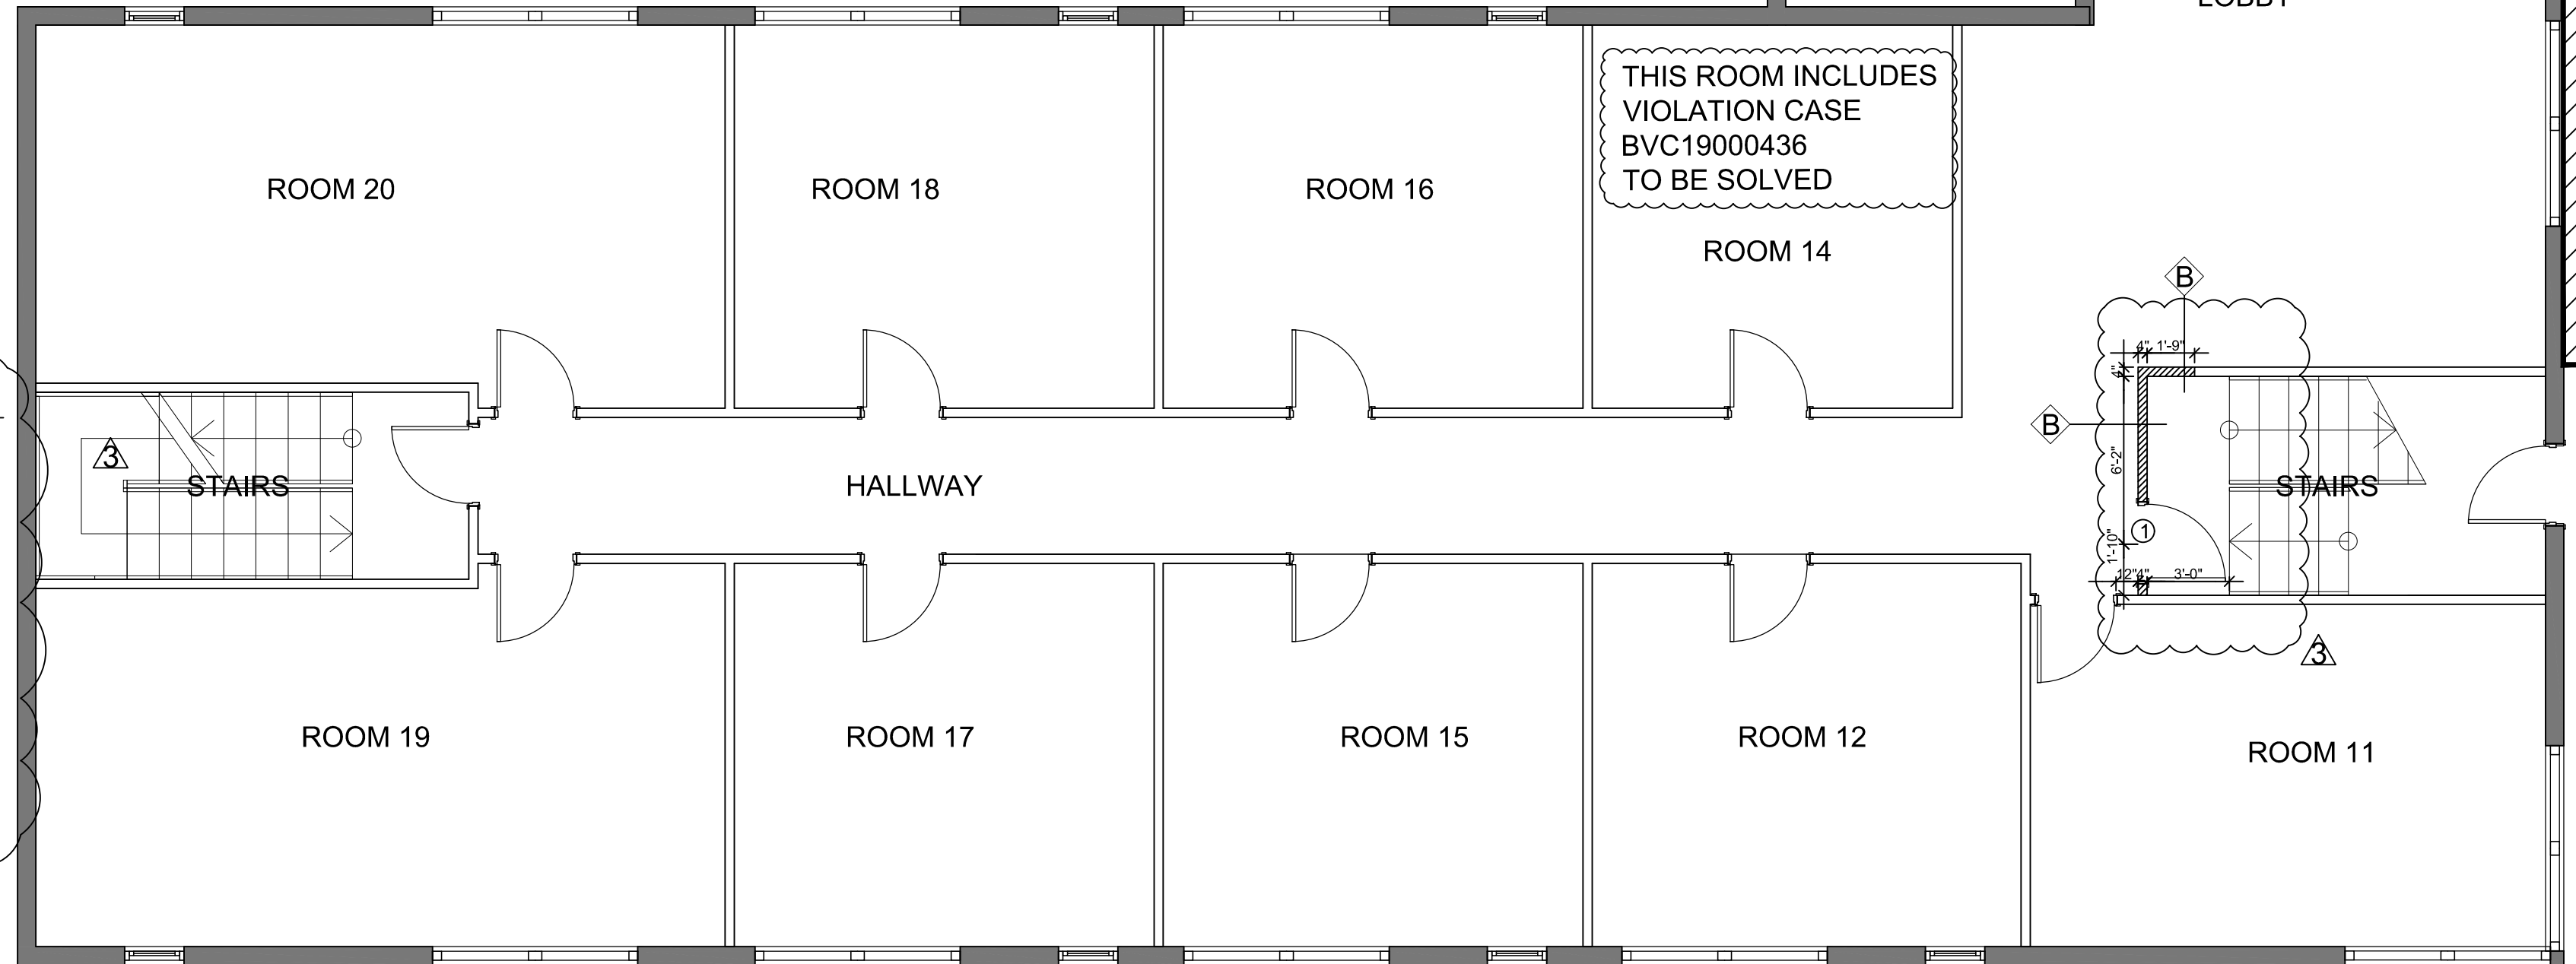 LOBBY
THIS ROOM INCLUDES
VIOLATION CASE
BVC19000436
TO BE SOLVED
ROOM 20
ROOM 18
ROOM 16
ROOM 14
B
4" 1'-9"
4"
B
6'-2"
3
STAIRS
HALLWAY
STAIRS
1
1'-10"
12" 4" 3'-0"
3
ROOM 19
ROOM 17
ROOM 15
ROOM 12
ROOM 11